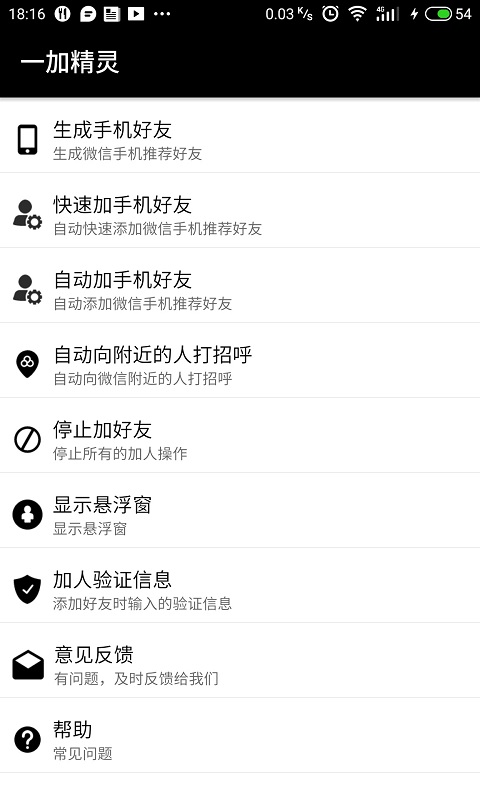 18:16 0.03 K/s 4G 54
一加精灵
生成手机好友
生成微信手机推荐好友
快速加手机好友
自动快速添加微信手机推荐好友
自动加手机好友
自动添加微信手机推荐好友
自动向附近的人打招呼
自动向微信附近的人打招呼
停止加好友
停止所有的加人操作
显示悬浮窗
显示悬浮窗
加人验证信息
添加好友时输入的验证信息
意见反馈
有问题，及时反馈给我们
帮助
常见问题